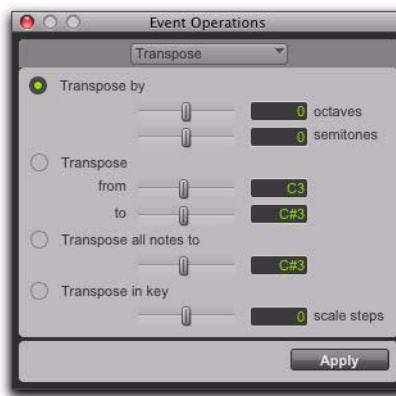 Event Operations
Transpose
Transpose by
0 octaves
0 semitones
Transpose
from C3
to C#3
Transpose all notes to
C#3
Transpose in key
0 scale steps
Apply